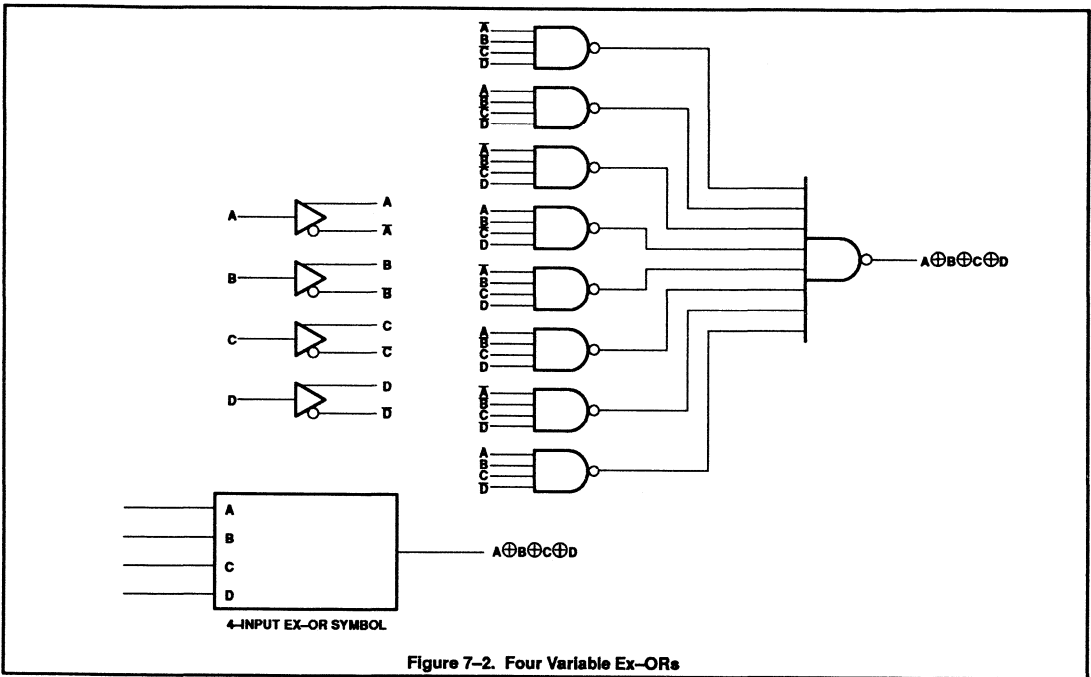 A̅
B
C̅
D̅
A
B̅
C̅
D̅
A̅
B̅
C̅
D
A
B
C̅
D
A̅
B
C
D
A
B̅
C
D
A̅
B̅
C
D̅
A
B
C
D̅
A A
A̅
B B
B̅
C C
C̅
D D
D̅
A⊕B⊕C⊕D
A
B
C
D
A⊕B⊕C⊕D
4–INPUT EX–OR SYMBOL
Figure 7–2. Four Variable Ex–ORs